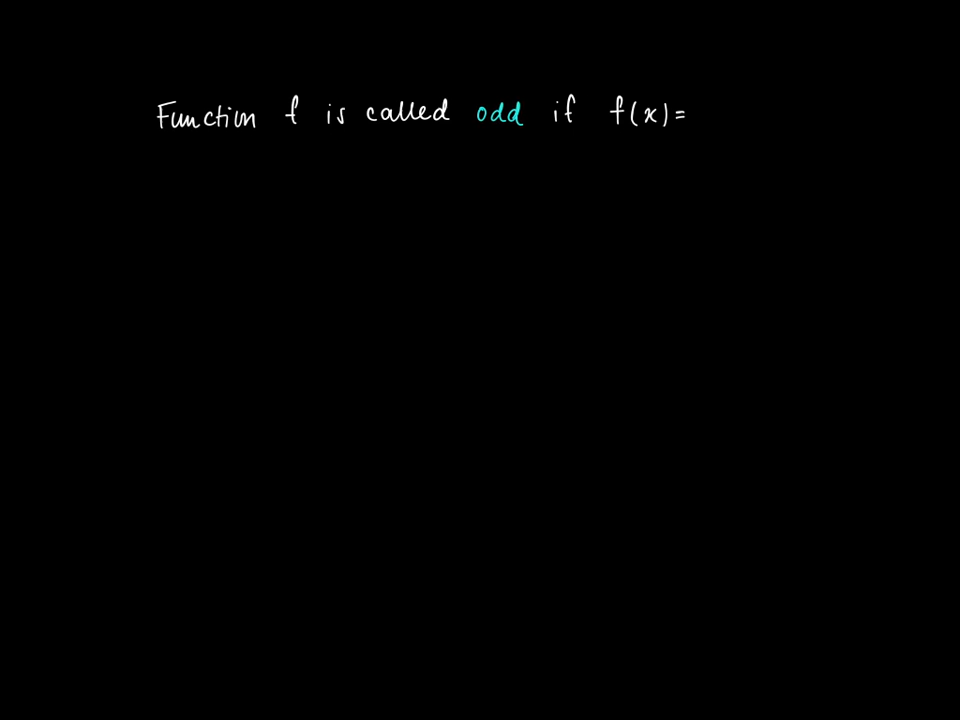 Function f is called odd if f(x)=